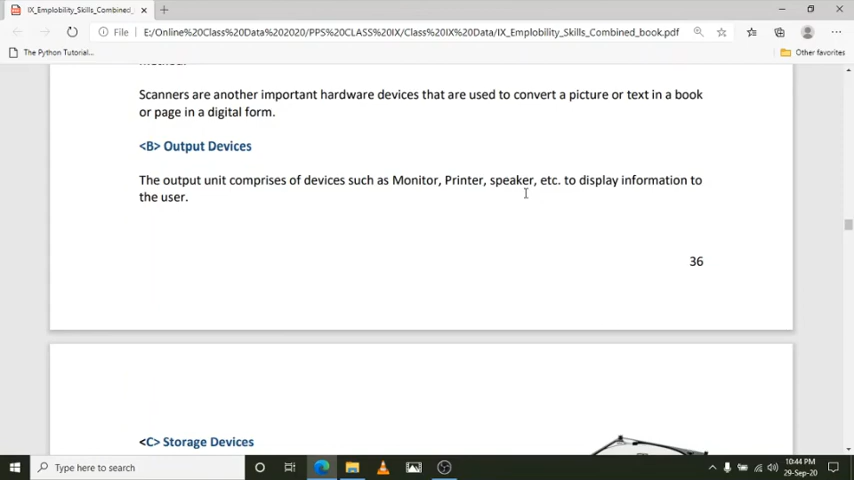 IX_Emplobility_Skills_Combined_
File
E:/Online%20Class%20Data%202020/PPS%20CLASS%20IX/Class%20IX%20Data/IX_Emplobility_Skills_Combined_book.pdf
The Python Tutorial...
Other favorites
Scanners are another important hardware devices that are used to convert a picture or text in a book
or page in a digital form.
<B> Output Devices
The output unit comprises of devices such as Monitor, Printer, speaker, etc. to display information to
the user.
36
<C> Storage Devices
Type here to search
10:44 PM
29-Sep-20